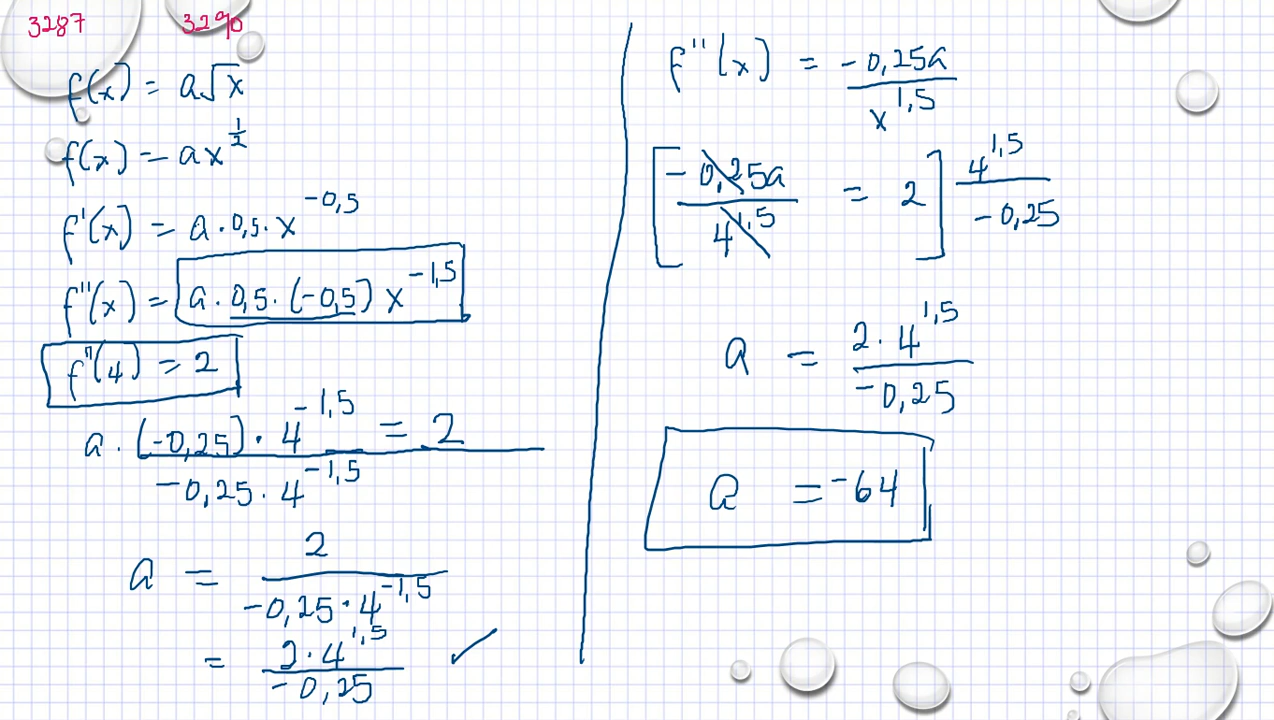 3287 3290
f(x) = a√x
f(x) = ax^{1/2}
f'(x) = a · 0,5 · x^{-0,5}
f''(x) = a · 0,5 · (-0,5) x^{-1,5}
f''(4) = 2
a · (-0,25) · 4^{-1,5} = 2
-0,25 · 4^{-1,5}
a = 2 / (-0,25 · 4^{-1,5})
= 2 · 4^{1,5} / -0,25 ✓
f''(x) = -0,25a / x^{1,5}
[-0,25a / 4^{1,5} = 2] 4^{1,5} / -0,25
a = 2 · 4^{1,5} / -0,25
a = -64